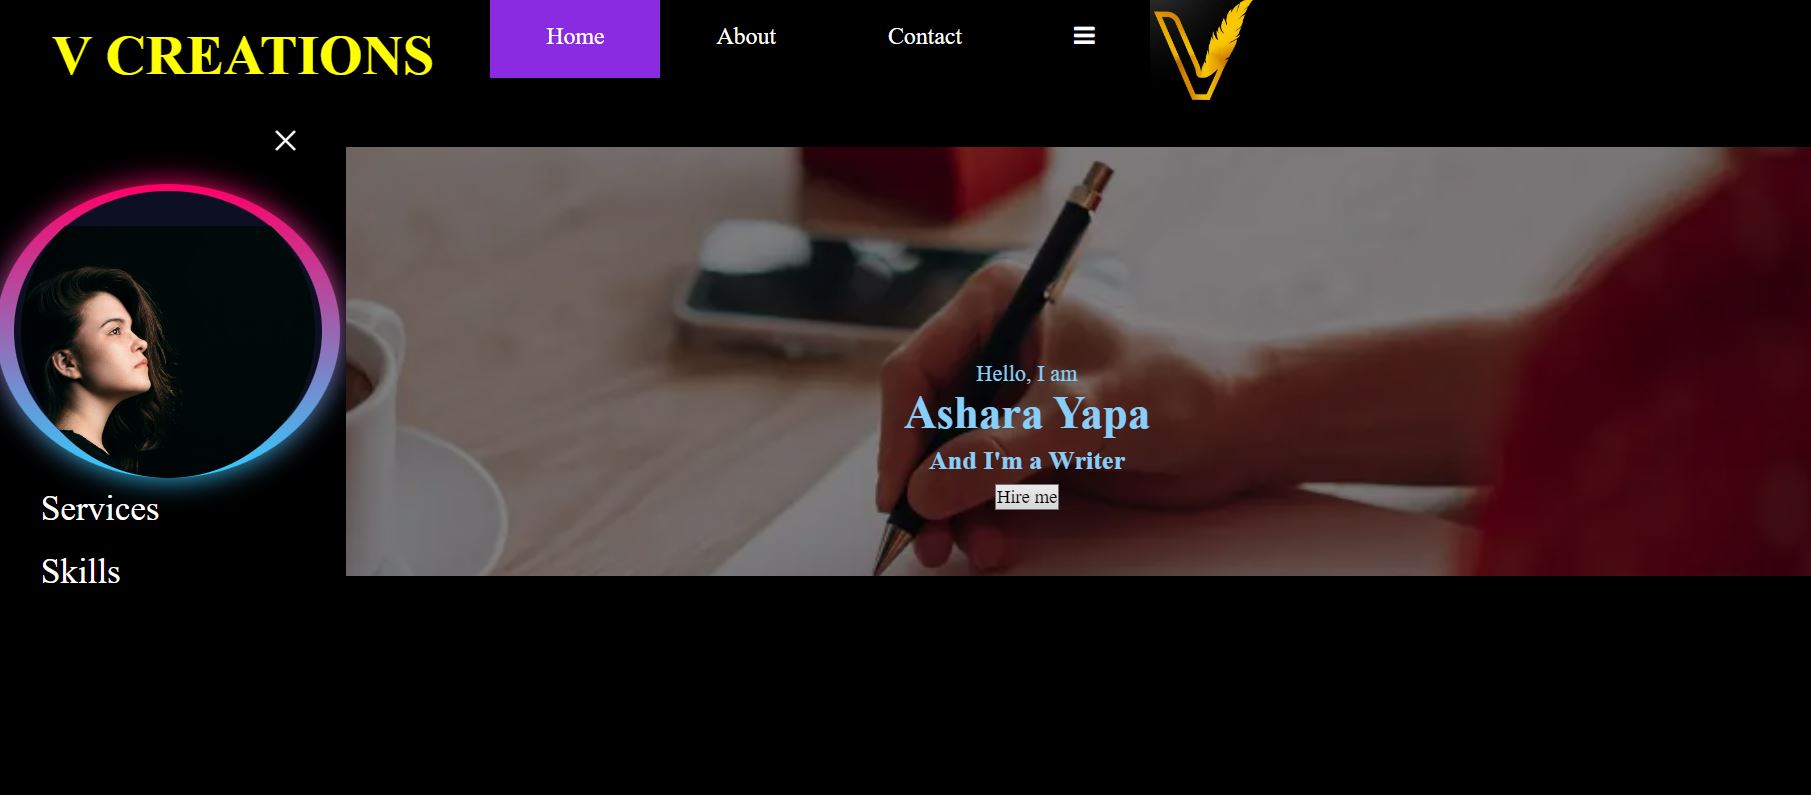 V CREATIONS
Home
About
Contact
Hello, I am
Ashara Yapa
And I'm a Writer
Hire me
Services
Skills